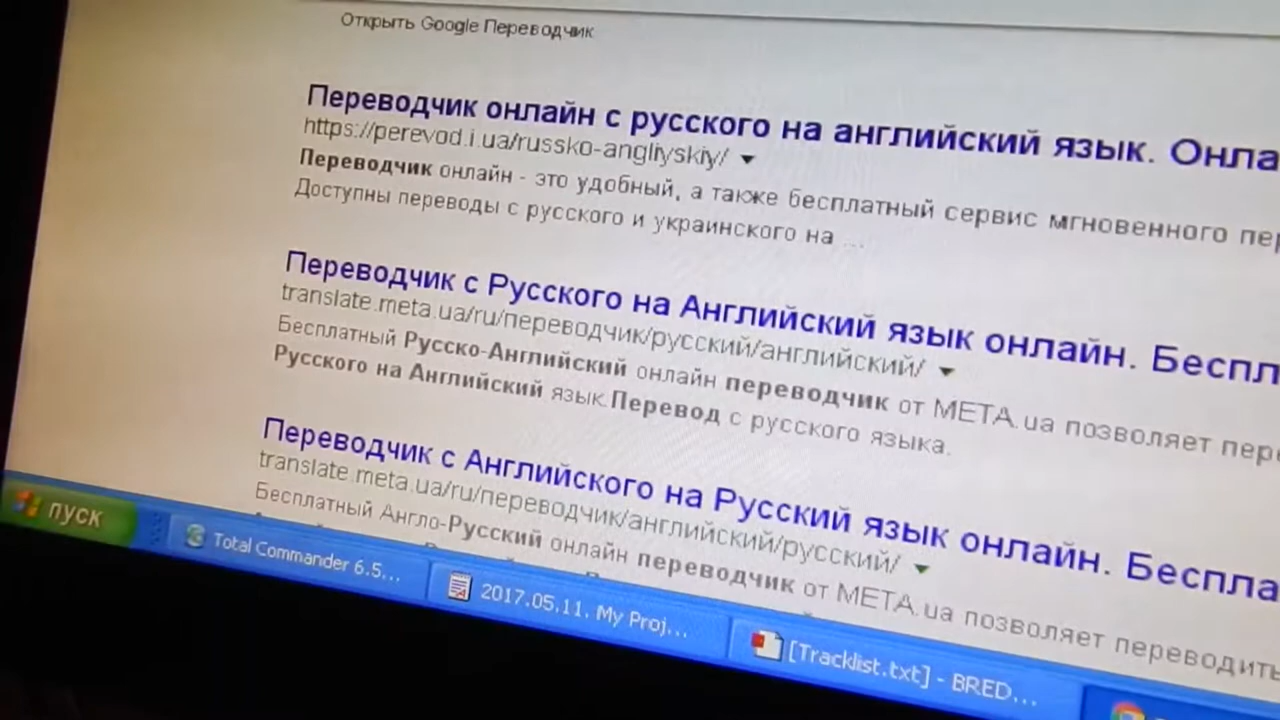 Открыть Google Переводчик
Переводчик онлайн с русского на английский язык. Онла
https://perevod.i.ua/russko-angliyskiy/
Переводчик онлайн - это удобный, а также бесплатный сервис мгновенного пер
Доступны переводы с русского и украинского на ...
Переводчик с Русского на Английский язык онлайн. Беспл
translate.meta.ua/ru/переводчик/русский/английский/
Бесплатный Русско-Английский онлайн переводчик от META.ua позволяет пере
Русского на Английский язык.Перевод с русского языка.
Переводчик с Английского на Русский язык онлайн. Беспла
translate.meta.ua/ru/переводчик/английский/русский/
Бесплатный Англо-Русский онлайн переводчик от META.ua позволяет переводить
пуск
Total Commander 6.5...
2017.05.11. My Proj...
[Tracklist.txt] - BRED...